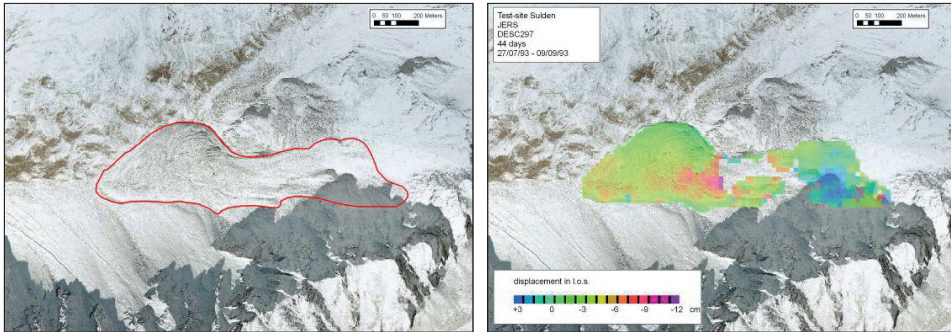 0 50 100 200 Meters
Test-site Sulden
JERS
DESC297
44 days
27/07/93 - 09/09/93
0 50 100 200 Meters
displacement in l.o.s.
+3 0 -3 -6 -9 -12 cm